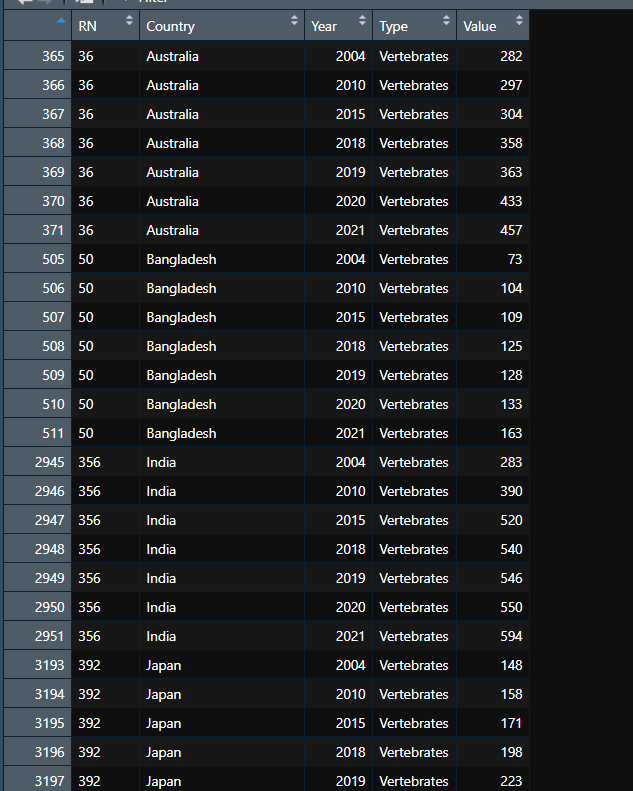 Filter
RN Country Year Type Value
365 36 Australia 2004 Vertebrates 282
366 36 Australia 2010 Vertebrates 297
367 36 Australia 2015 Vertebrates 304
368 36 Australia 2018 Vertebrates 358
369 36 Australia 2019 Vertebrates 363
370 36 Australia 2020 Vertebrates 433
371 36 Australia 2021 Vertebrates 457
505 50 Bangladesh 2004 Vertebrates 73
506 50 Bangladesh 2010 Vertebrates 104
507 50 Bangladesh 2015 Vertebrates 109
508 50 Bangladesh 2018 Vertebrates 125
509 50 Bangladesh 2019 Vertebrates 128
510 50 Bangladesh 2020 Vertebrates 133
511 50 Bangladesh 2021 Vertebrates 163
2945 356 India 2004 Vertebrates 283
2946 356 India 2010 Vertebrates 390
2947 356 India 2015 Vertebrates 520
2948 356 India 2018 Vertebrates 540
2949 356 India 2019 Vertebrates 546
2950 356 India 2020 Vertebrates 550
2951 356 India 2021 Vertebrates 594
3193 392 Japan 2004 Vertebrates 148
3194 392 Japan 2010 Vertebrates 158
3195 392 Japan 2015 Vertebrates 171
3196 392 Japan 2018 Vertebrates 198
3197 392 Japan 2019 Vertebrates 223